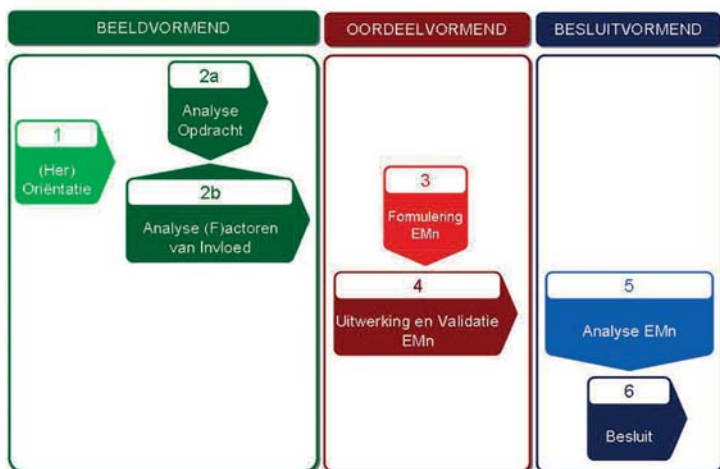 BEELDVORMEND
OORDEELVORMEND
BESLUITVORMEND
1
(Her)
Oriëntatie
2a
Analyse
Opdracht
2b
Analyse (F)actoren
van Invloed
3
Formulering
EMn
4
Uitwerking en Validatie
EMn
5
Analyse EMn
6
Besluit